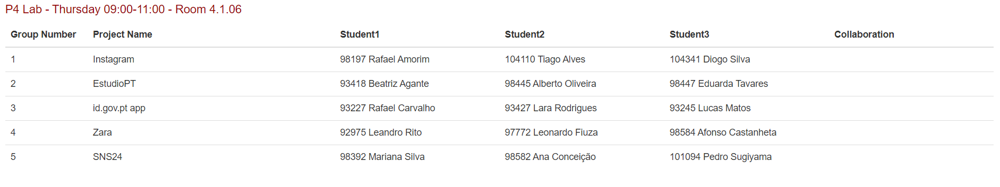 P4 Lab - Thursday 09:00-11:00 - Room 4.1.06
Group Number Project Name Student1 Student2 Student3 Collaboration
1 Instagram 98197 Rafael Amorim 104110 Tiago Alves 104341 Diogo Silva
2 EstudioPT 93418 Beatriz Agante 98445 Alberto Oliveira 98447 Eduarda Tavares
3 id.gov.pt app 93227 Rafael Carvalho 93427 Lara Rodrigues 93245 Lucas Matos
4 Zara 92975 Leandro Rito 97772 Leonardo Fiuza 98584 Afonso Castanheta
5 SNS24 98392 Mariana Silva 98582 Ana Conceição 101094 Pedro Sugiyama